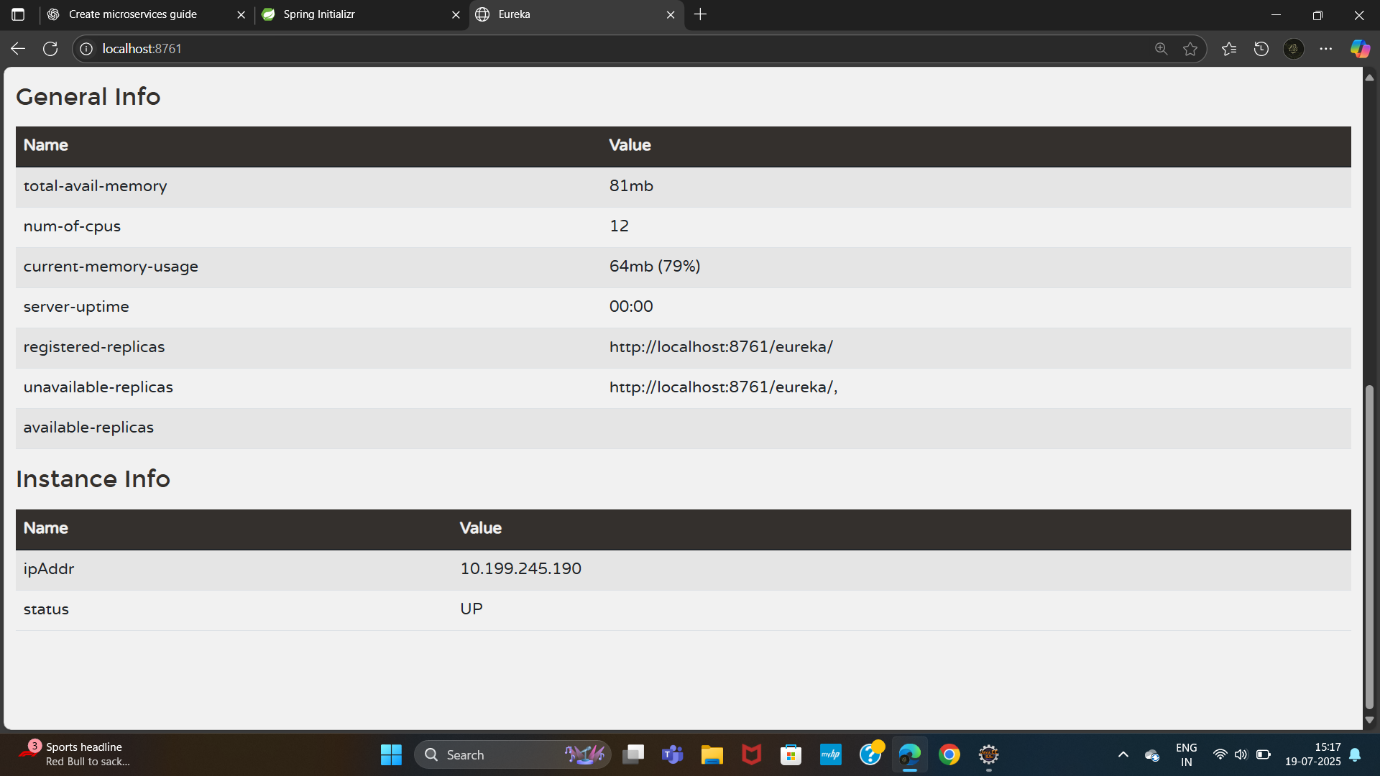 Create microservices guide
Spring Initializr
Eureka
localhost:8761
General Info
Name Value
total-avail-memory 81mb
num-of-cpus 12
current-memory-usage 64mb (79%)
server-uptime 00:00
registered-replicas http://localhost:8761/eureka/
unavailable-replicas http://localhost:8761/eureka/,
available-replicas
Instance Info
Name Value
ipAddr 10.199.245.190
status UP
3
Sports headline
Red Bull to sack...
Search
myhp
ENG
IN
15:17
19-07-2025